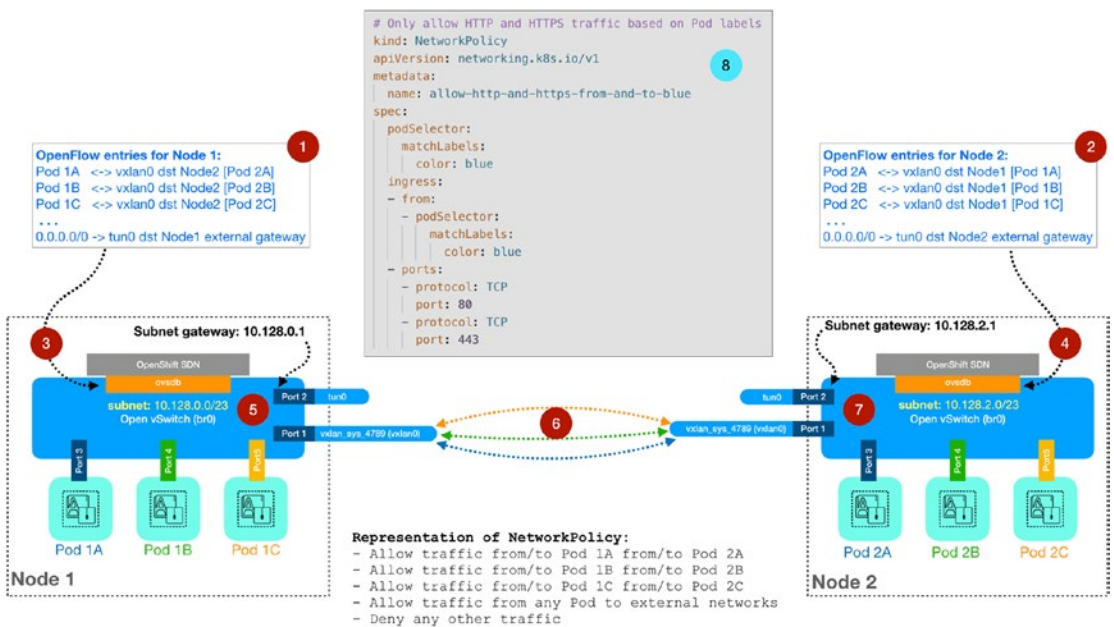 # Only allow HTTP and HTTPS traffic based on Pod labels
kind: NetworkPolicy
apiVersion: networking.k8s.io/v1
metadata:
name: allow-http-and-https-from-and-to-blue
spec:
podSelector:
matchLabels:
color: blue
ingress:
- from:
- podSelector:
matchLabels:
color: blue
- ports:
- protocol: TCP
port: 80
- protocol: TCP
port: 443
8
1
OpenFlow entries for Node 1:
Pod 1A <-> vxlan0 dst Node2 [Pod 2A]
Pod 1B <-> vxlan0 dst Node2 [Pod 2B]
Pod 1C <-> vxlan0 dst Node2 [Pod 2C]
...
0.0.0.0/0 -> tun0 dst Node1 external gateway
2
OpenFlow entries for Node 2:
Pod 2A <-> vxlan0 dst Node1 [Pod 1A]
Pod 2B <-> vxlan0 dst Node1 [Pod 1B]
Pod 2C <-> vxlan0 dst Node1 [Pod 1C]
...
0.0.0.0/0 -> tun0 dst Node2 external gateway
3
Subnet gateway: 10.128.0.1
OpenShift SDN
ovsdb
subnet: 10.128.0.0/23
Open vSwitch (br0)
5
Port 2
tun0
Port 1
vxlan_sys_4789 (vxlan0)
Port 3
Port 4
Port5
Pod 1A
Pod 1B
Pod 1C
Node 1
6
Subnet gateway: 10.128.2.1
4
OpenShift SDN
ovsdb
subnet: 10.128.2.0/23
Open vSwitch (br0)
7
tun0
Port 2
vxlan_sys_4789 (vxlan0)
Port 1
Port 3
Port 4
Port5
Pod 2A
Pod 2B
Pod 2C
Node 2
Representation of NetworkPolicy:
- Allow traffic from/to Pod 1A from/to Pod 2A
- Allow traffic from/to Pod 1B from/to Pod 2B
- Allow traffic from/to Pod 1C from/to Pod 2C
- Allow traffic from any Pod to external networks
- Deny any other traffic